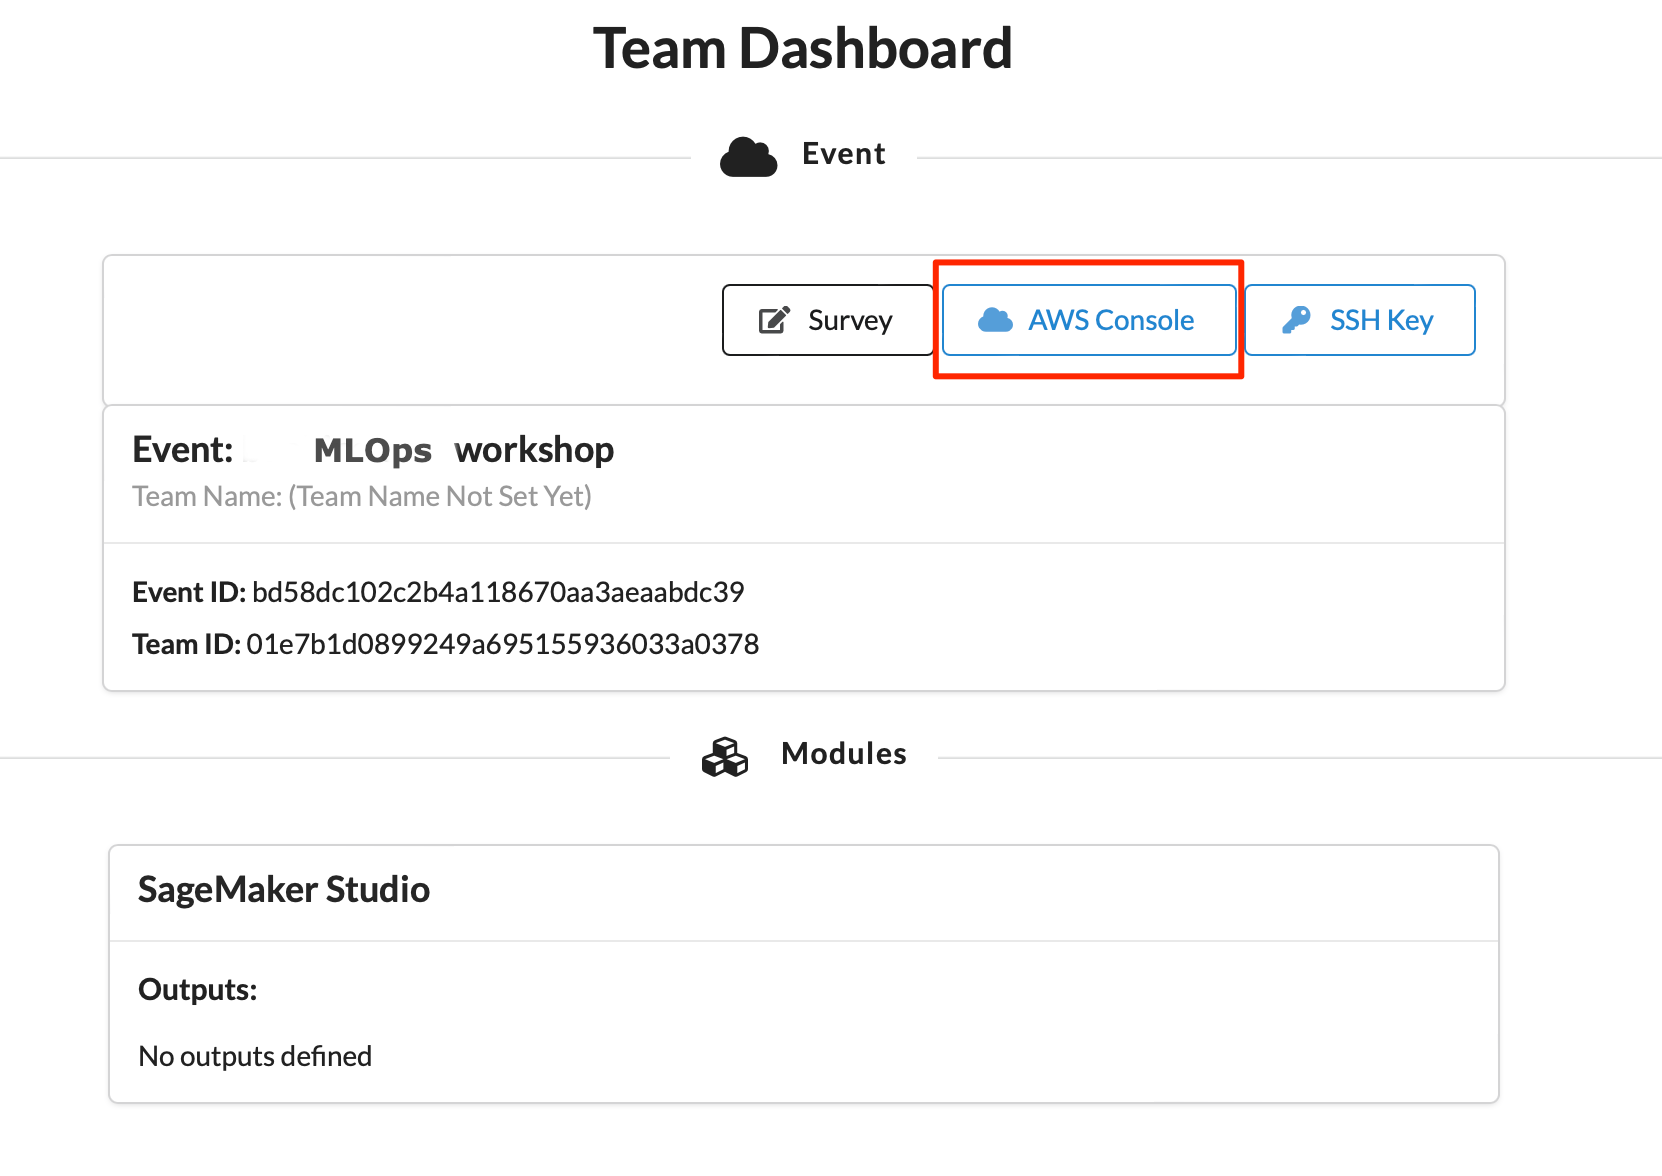 Team Dashboard
Event
Survey
AWS Console
SSH Key
Event: MLOps workshop
Team Name: (Team Name Not Set Yet)
Event ID: bd58dc102c2b4a118670aa3aeaabdc39
Team ID: 01e7b1d0899249a695155936033a0378
Modules
SageMaker Studio
Outputs:
No outputs defined